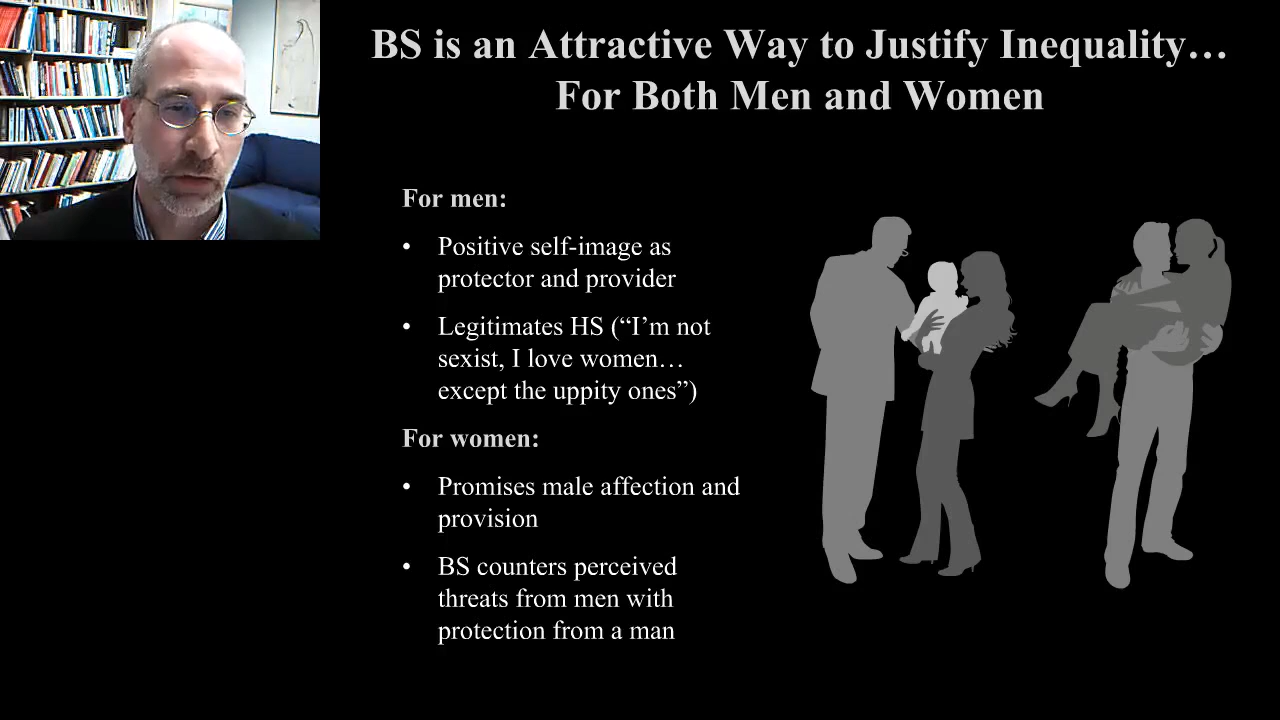 BS is an Attractive Way to Justify Inequality…
For Both Men and Women
For men:
• Positive self-image as
protector and provider
• Legitimates HS (“I’m not
sexist, I love women…
except the uppity ones”)
For women:
• Promises male affection and
provision
• BS counters perceived
threats from men with
protection from a man